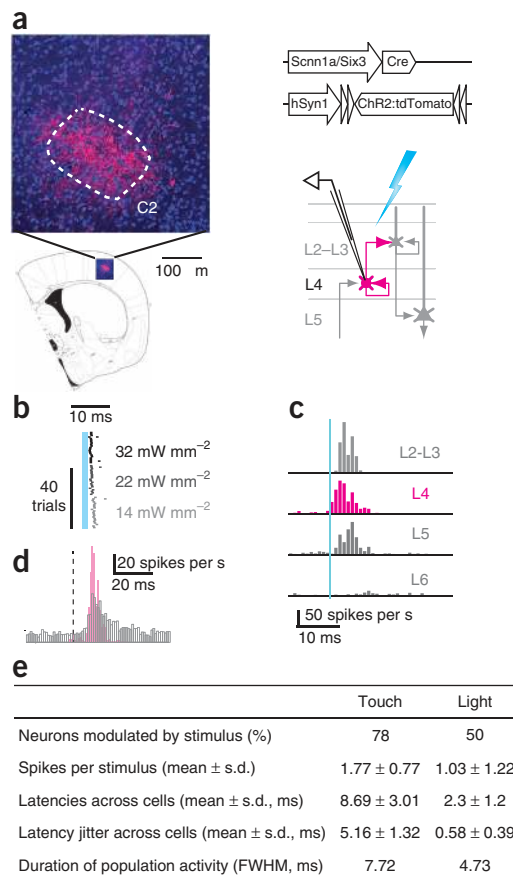 a
Scnn1a/Six3 Cre
hSyn1 ChR2:tdTomato
C2
100 m
L2–L3
L4
L5
b
10 ms
32 mW mm⁻²
22 mW mm⁻²
14 mW mm⁻²
40 trials
c
L2-L3
L4
L5
L6
50 spikes per s
10 ms
d
20 spikes per s
20 ms
e
Touch Light
Neurons modulated by stimulus (%) 78 50
Spikes per stimulus (mean ± s.d.) 1.77 ± 0.77 1.03 ± 1.22
Latencies across cells (mean ± s.d., ms) 8.69 ± 3.01 2.3 ± 1.2
Latency jitter across cells (mean ± s.d., ms) 5.16 ± 1.32 0.58 ± 0.39
Duration of population activity (FWHM, ms) 7.72 4.73